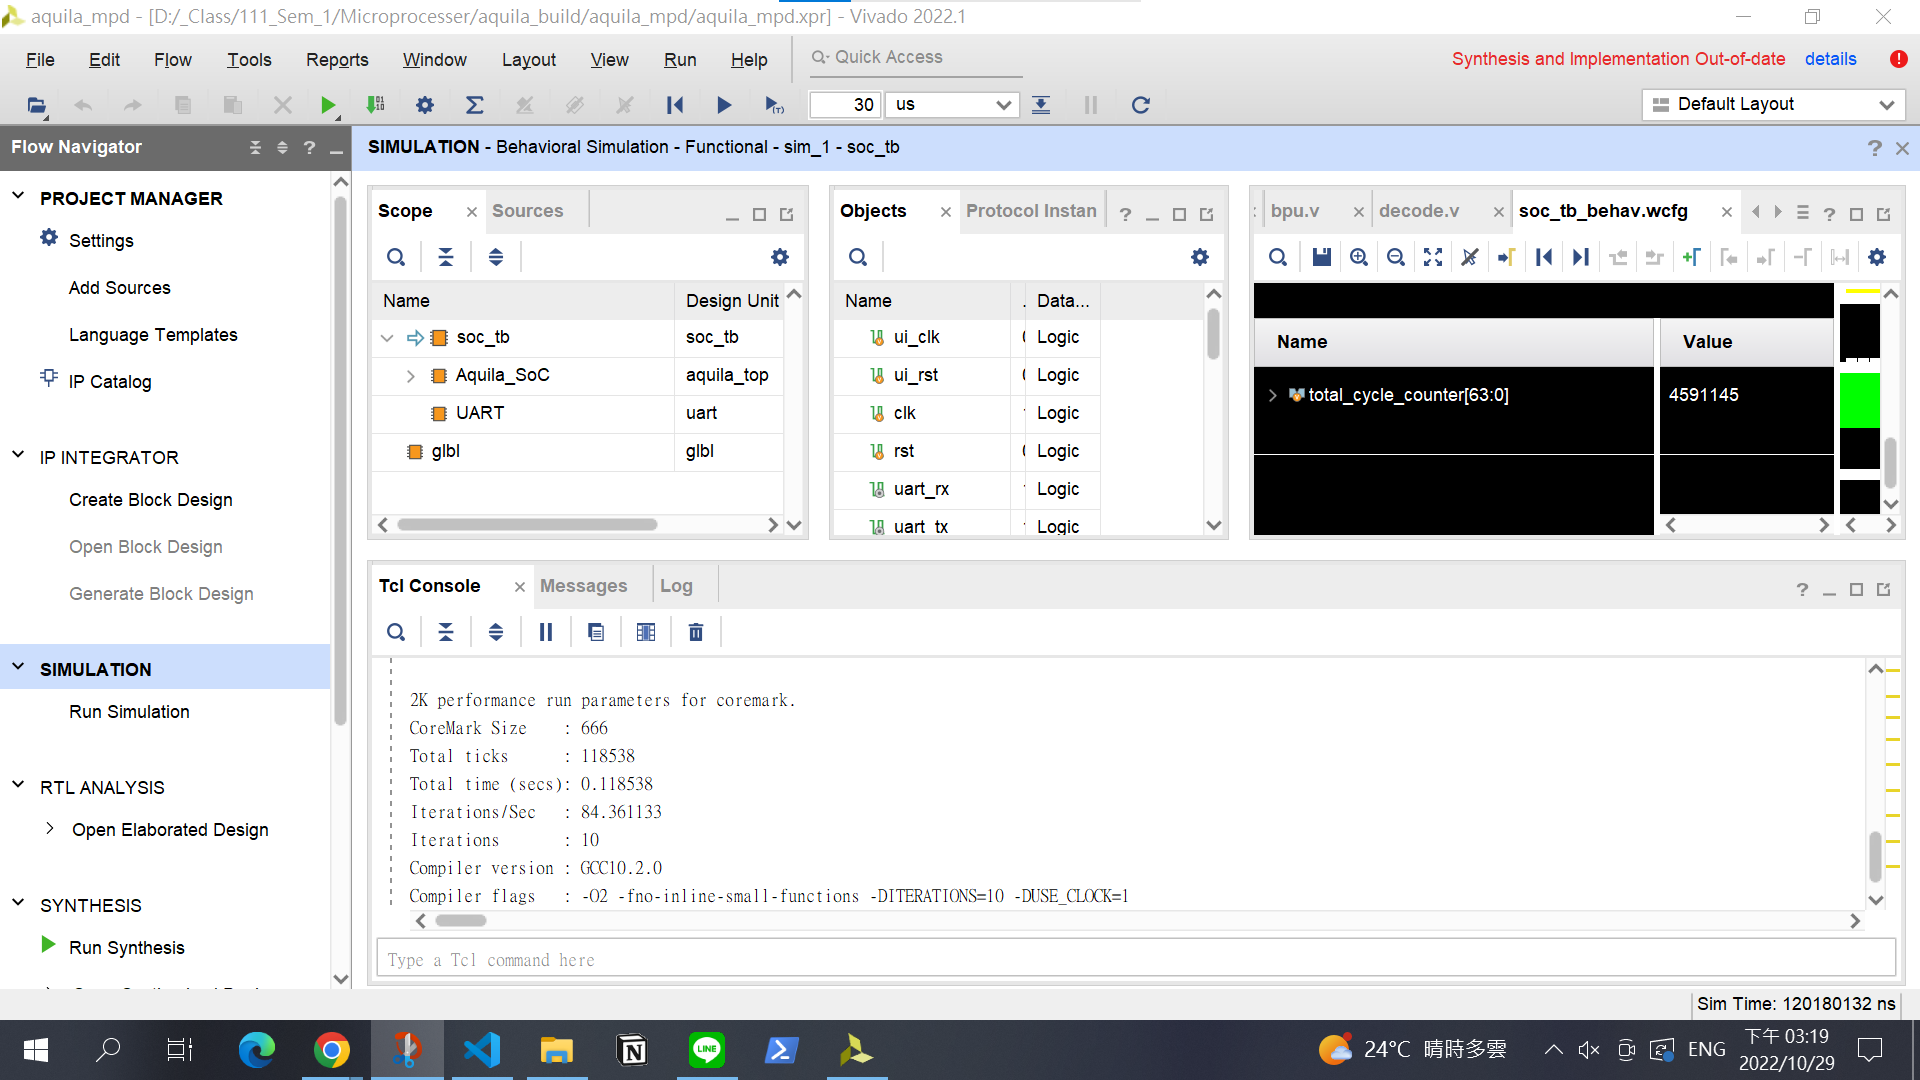 aquila_mpd - [D:/_Class/111_Sem_1/Microprocesser/aquila_build/aquila_mpd/aquila_mpd.xpr] - Vivado 2022.1
File Edit Flow Tools Reports Window Layout View Run Help Quick Access
Synthesis and Implementation Out-of-date details
30 us
Default Layout
Flow Navigator
SIMULATION - Behavioral Simulation - Functional - sim_1 - soc_tb
PROJECT MANAGER
Settings
Add Sources
Language Templates
IP Catalog
IP INTEGRATOR
Create Block Design
Open Block Design
Generate Block Design
SIMULATION
Run Simulation
RTL ANALYSIS
Open Elaborated Design
SYNTHESIS
Run Synthesis
Scope Sources
Name Design Unit
soc_tb soc_tb
Aquila_SoC aquila_top
UART uart
glbl glbl
Objects Protocol Instan
Name . Data...
ui_clk Logic
ui_rst Logic
clk Logic
rst Logic
uart_rx Logic
uart_tx Logic
bpu.v decode.v soc_tb_behav.wcfg
Name Value
total_cycle_counter[63:0] 4591145
Tcl Console Messages Log
2K performance run parameters for coremark.
CoreMark Size : 666
Total ticks : 118538
Total time (secs): 0.118538
Iterations/Sec : 84.361133
Iterations : 10
Compiler version : GCC10.2.0
Compiler flags : -O2 -fno-inline-small-functions -DITERATIONS=10 -DUSE_CLOCK=1
Type a Tcl command here
Sim Time: 120180132 ns
24°C 晴時多雲
ENG
下午 03:19
2022/10/29